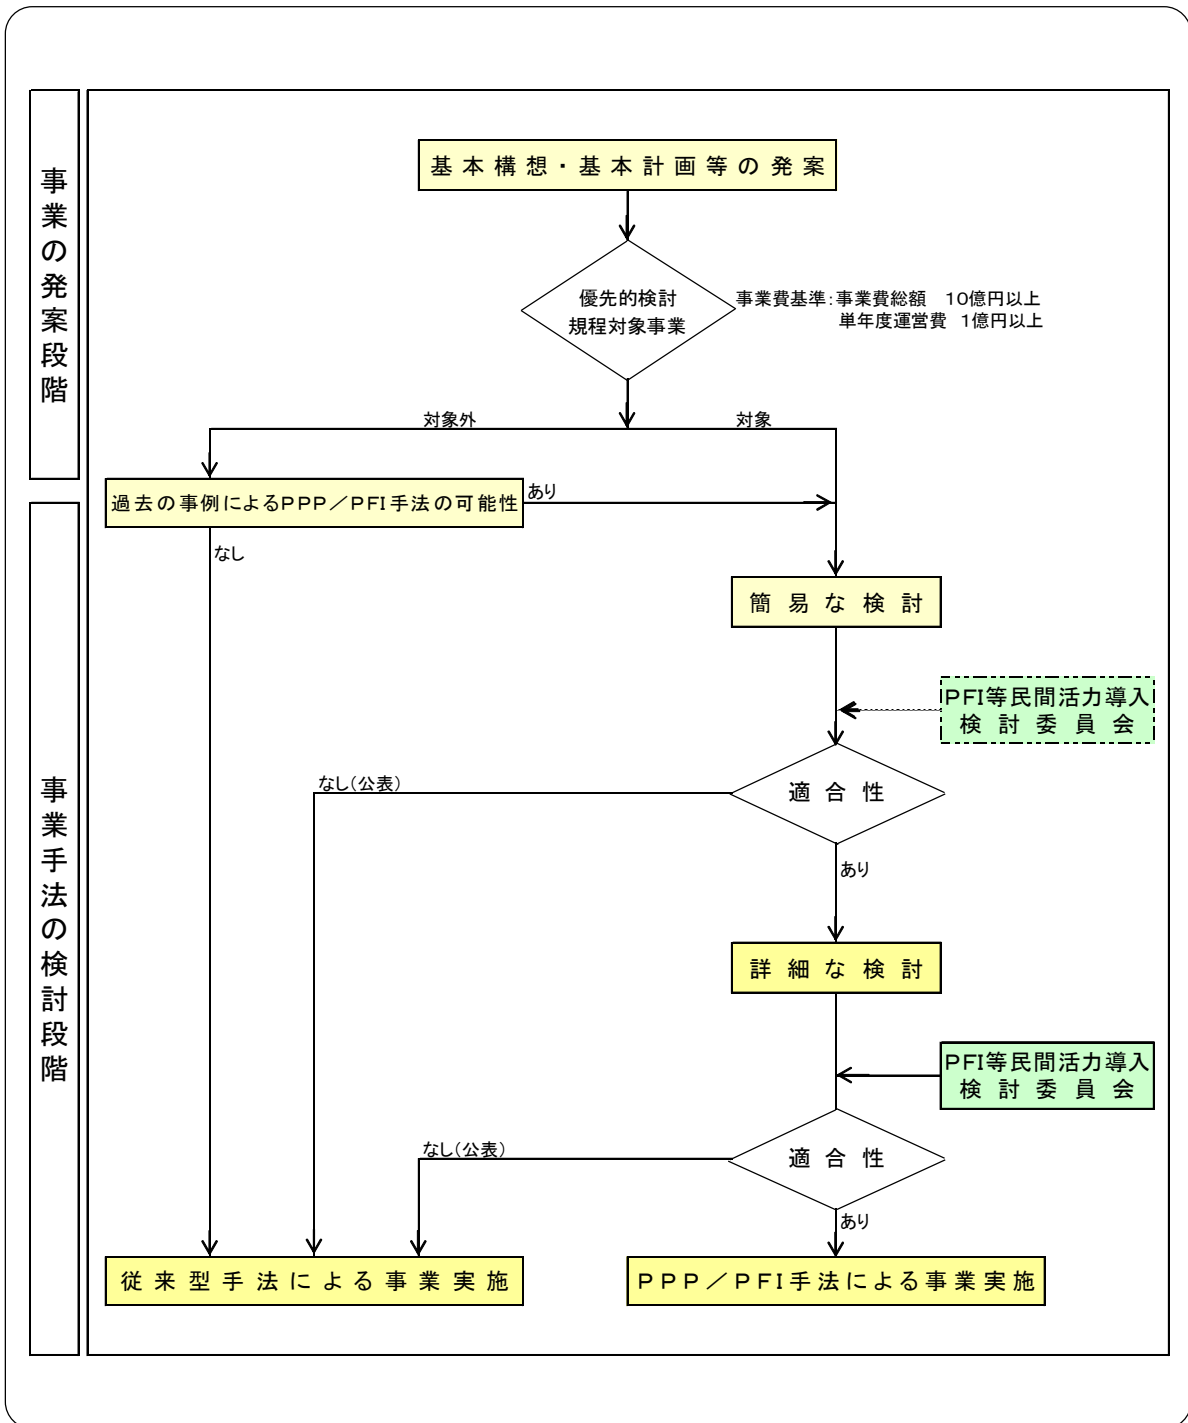 事業の発案段階
基本構想・基本計画等の発案
優先的検討
規程対象事業
事業費基準：事業費総額　10億円以上
単年度運営費　1億円以上
対象外
対象
過去の事例によるPPP／PFI手法の可能性
あり
なし
事業手法の検討段階
簡易な検討
PFI等民間活力導入
検討委員会
適合性
なし（公表）
あり
詳細な検討
PFI等民間活力導入
検討委員会
適合性
なし（公表）
あり
従来型手法による事業実施
PPP／PFI手法による事業実施